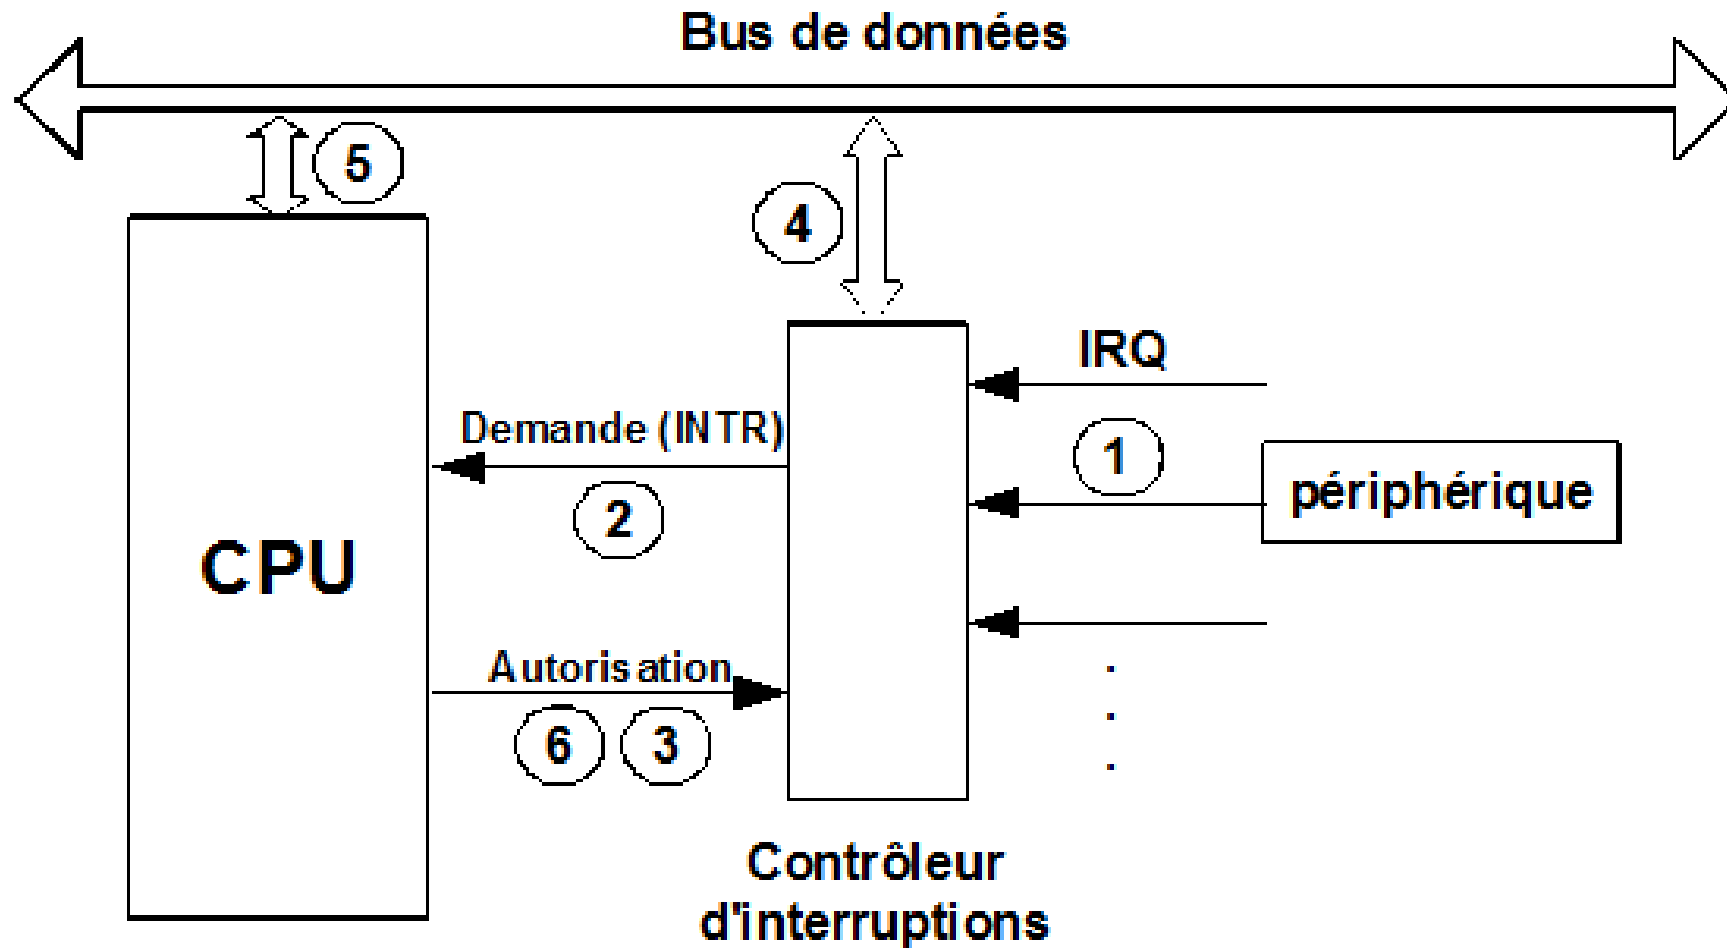 Bus de données
5
4
IRQ
Demande (INTR)
1
périphérique
2
CPU
Autorisation
6 3
Contrôleur
d'interruptions